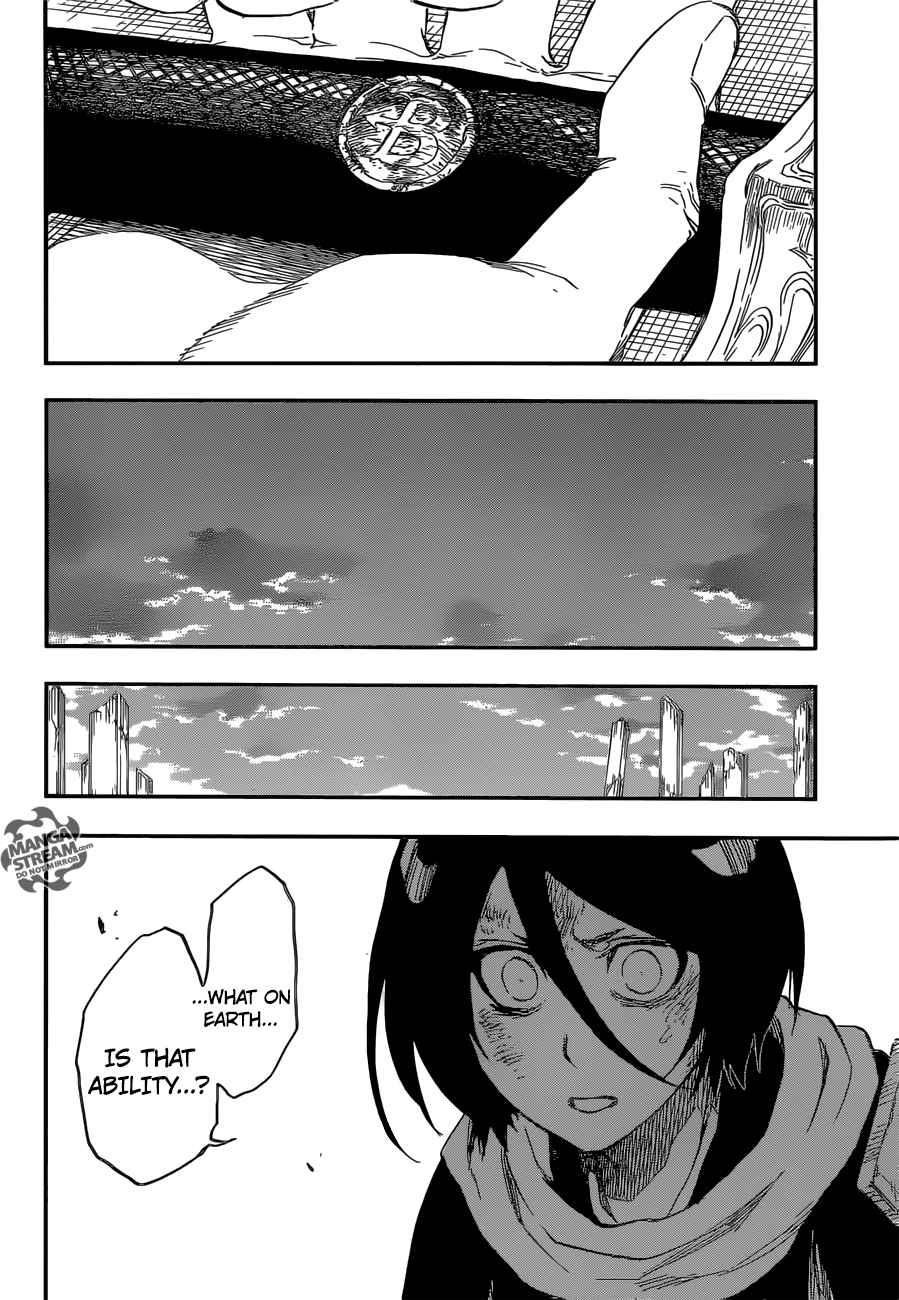 B
MANGA
STREAM.com
DO NOT MIRROR
...WHAT ON
EARTH...
IS THAT
ABILITY...?